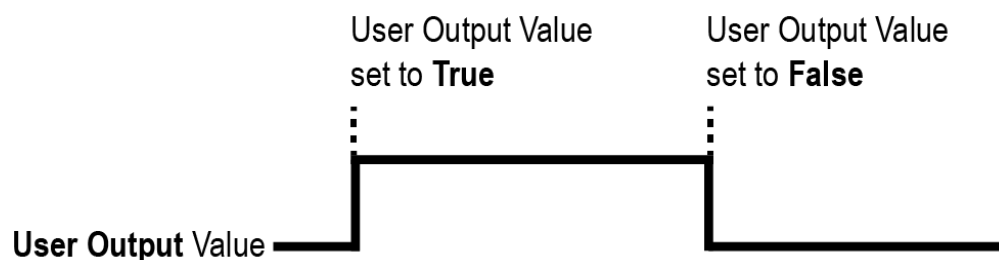 User Output Value
set to True
User Output Value
set to False
User Output Value